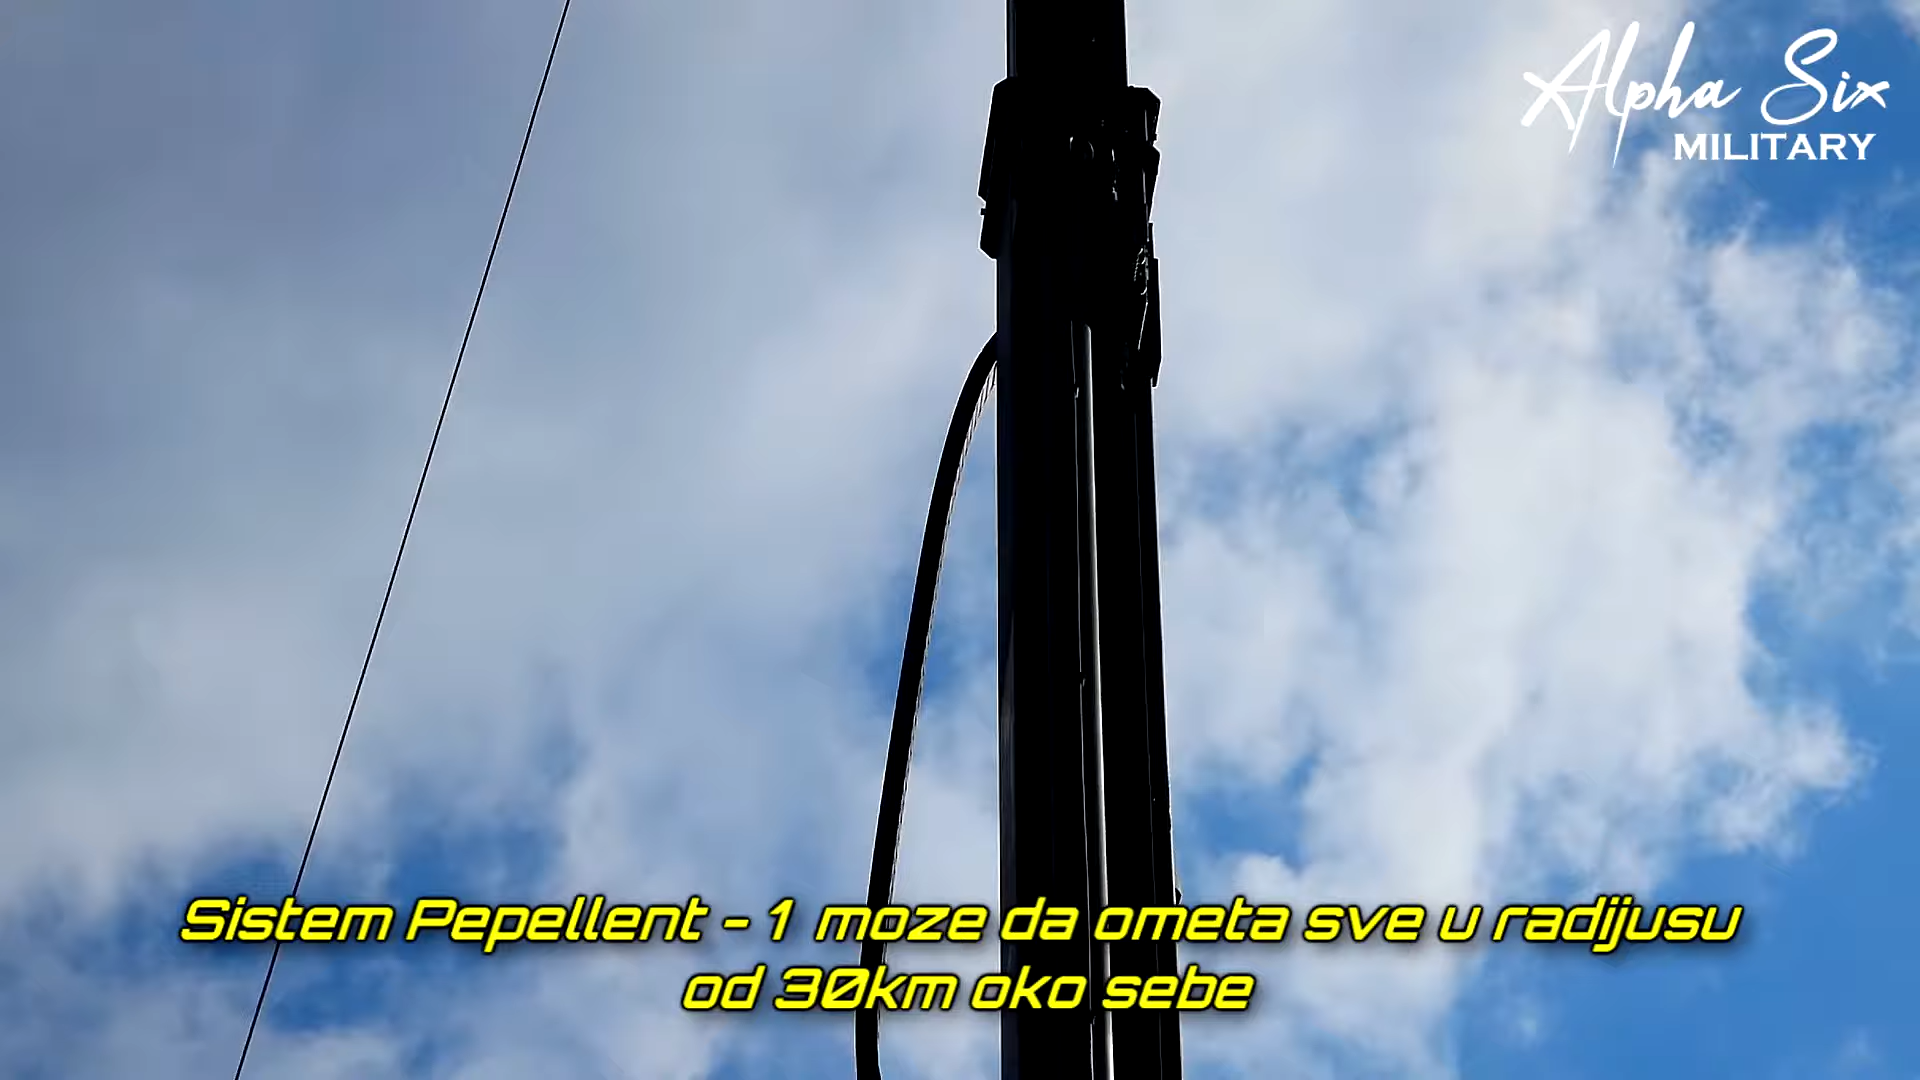 Alpha Six
MILITARY
Sistem Pepellent - 1 moze da ometa sve u radijusu
od 30km oko sebe